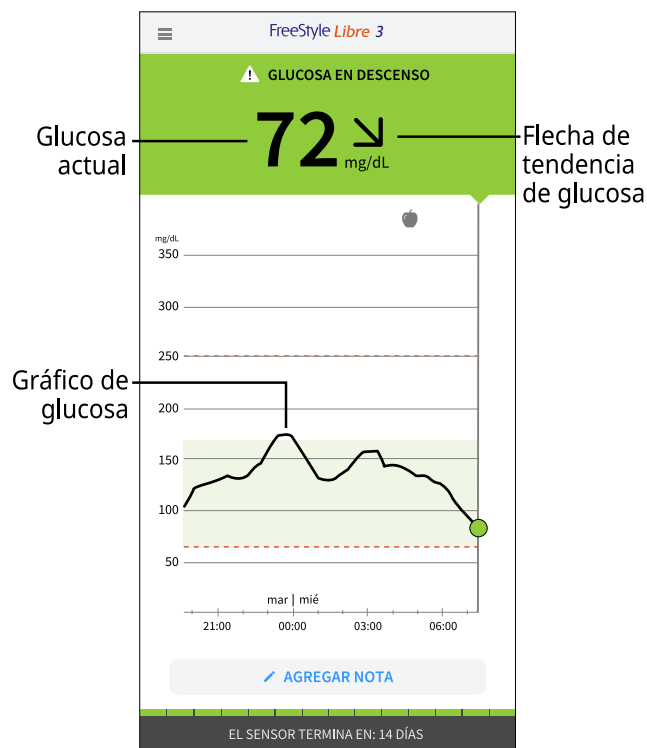 FreeStyle Libre 3
GLUCOSA EN DESCENSO
Glucosa
actual
72
mg/dL
Flecha de
tendencia
de glucosa
mg/dL
350
300
250
Gráfico de
glucosa
200
150
100
50
mar | mié
21:00 00:00 03:00 06:00
AGREGAR NOTA
EL SENSOR TERMINA EN: 14 DÍAS